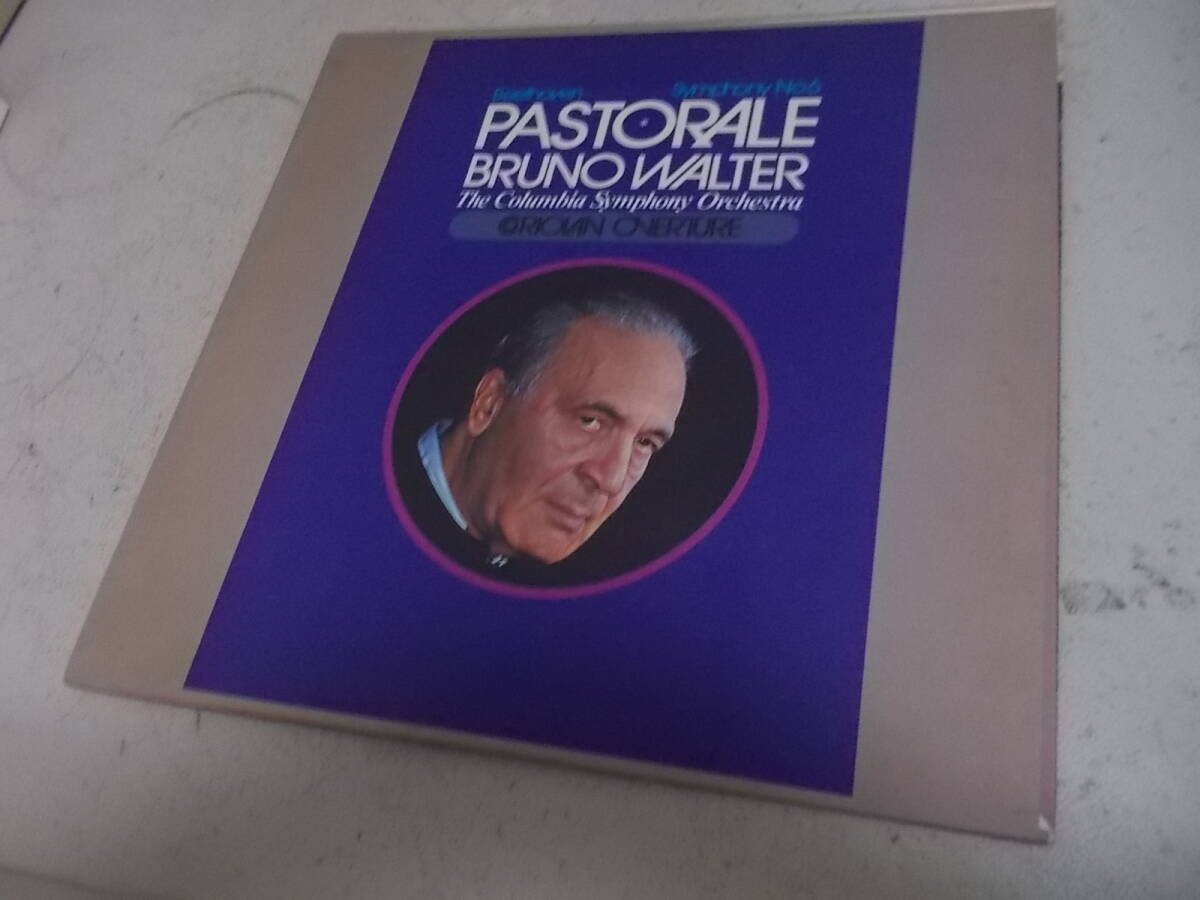 Beethoven Symphony No.6
PASTORALE
BRUNO WALTER
The Columbia Symphony Orchestra
CORIOLAN OVERTURE